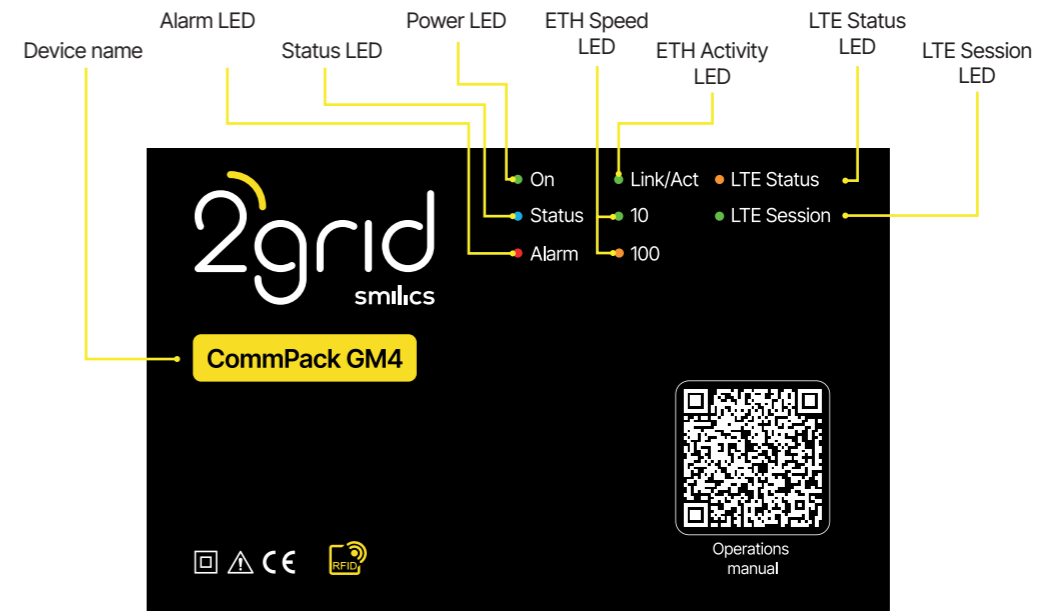 Alarm LED
Power LED
ETH Speed
LED
LTE Status
LED
Device name
Status LED
ETH Activity
LED
LTE Session
LED
2grid
smilics
On
Link/Act
LTE Status
Status
10
LTE Session
Alarm
100
CommPack GM4
Operations
manual
CE
RFID